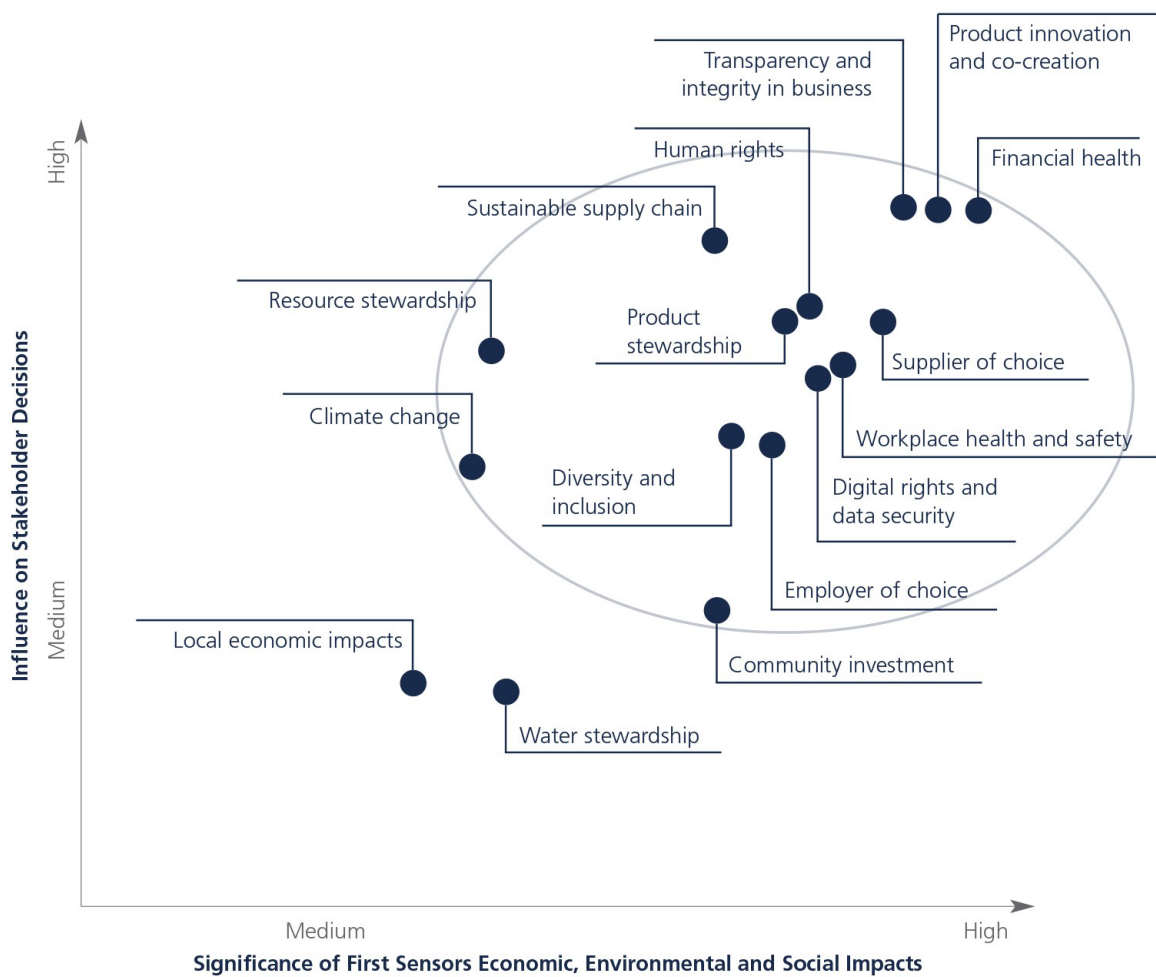 Product innovation
and co-creation
Transparency and
integrity in business
Human rights
Financial health
High
Sustainable supply chain
Resource stewardship
Product
stewardship
Supplier of choice
Climate change
Workplace health and safety
Diversity and
inclusion
Digital rights and
data security
Influence on Stakeholder Decisions
Medium
Employer of choice
Local economic impacts
Community investment
Water stewardship
Medium
High
Significance of First Sensors Economic, Environmental and Social Impacts